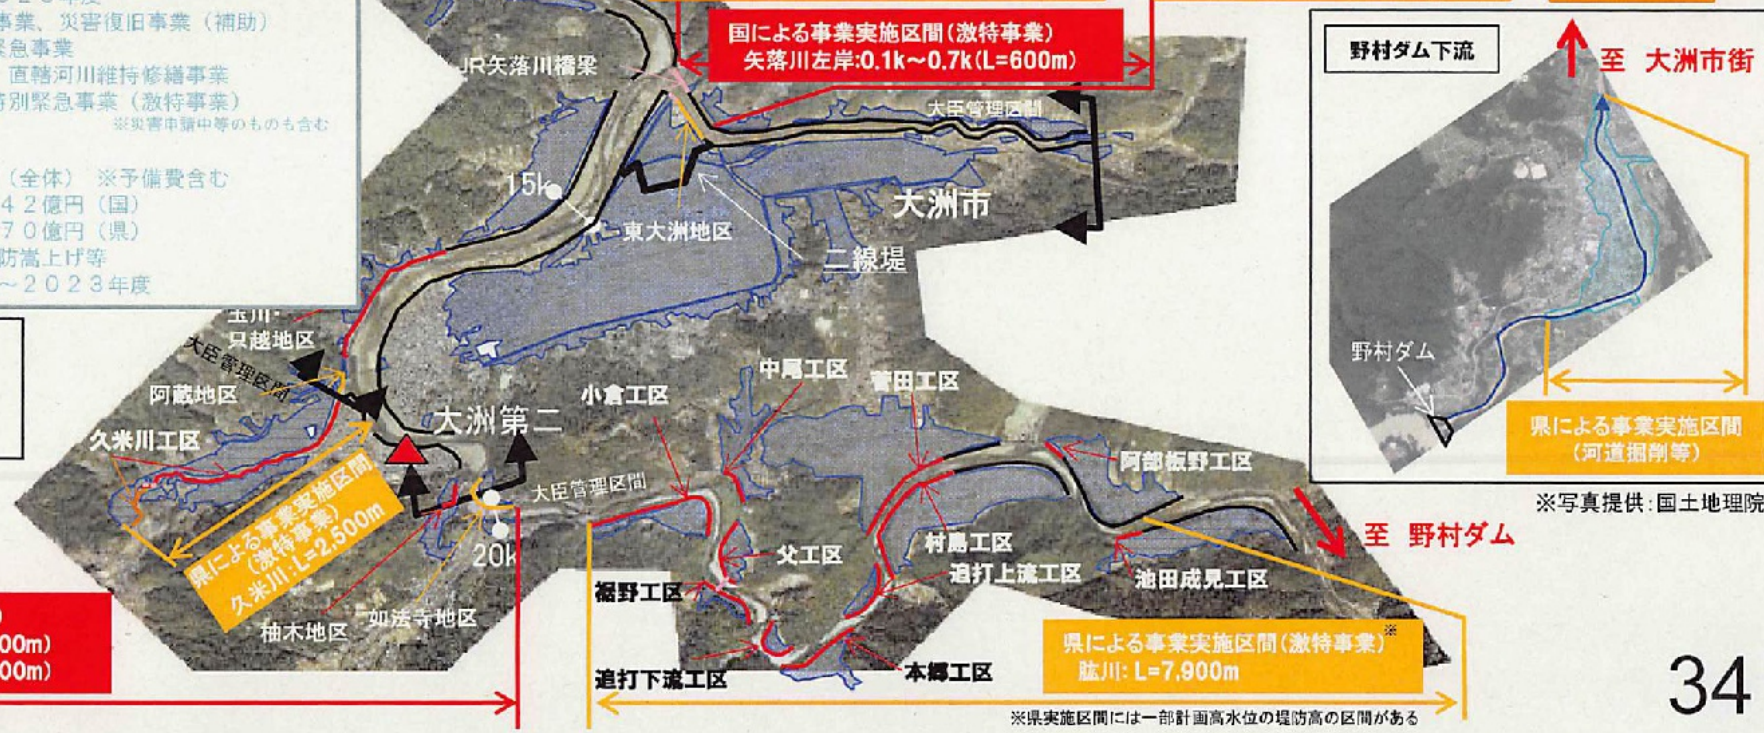 事業、災害復旧事業（補助）
緊急事業
直轄河川維持修繕事業
特別緊急事業（激特事業）
※災害申請中等のものも含む
（全体）※予備費含む
４２億円（国）
７０億円（県）
防嵩上げ等
～２０２３年度
国による事業実施区間（激特事業）
矢落川左岸:0.1k～0.7k(L=600m)
JR矢落川橋梁
大臣管理区間
15k
大洲市
東大洲地区
二線堤
玉川・
只越地区
大臣管理区間
阿蔵地区
久米川工区
大洲第二
小倉工区
中尾工区
菅田工区
阿部板野工区
大臣管理区間
20k
県による事業実施区間
（激特事業）
久米川:L=2,500m
柚木地区
如法寺地区
父工区
裾野工区
村島工区
追打上流工区
池田成見工区
追打下流工区
本郷工区
至 野村ダム
県による事業実施区間（激特事業）※
肱川: L=7,900m
※県実施区間には一部計画高水位の堤防高の区間がある
00m)
00m)
野村ダム下流
至 大洲市街
野村ダム
県による事業実施区間
（河道掘削等）
※写真提供:国土地理院
34